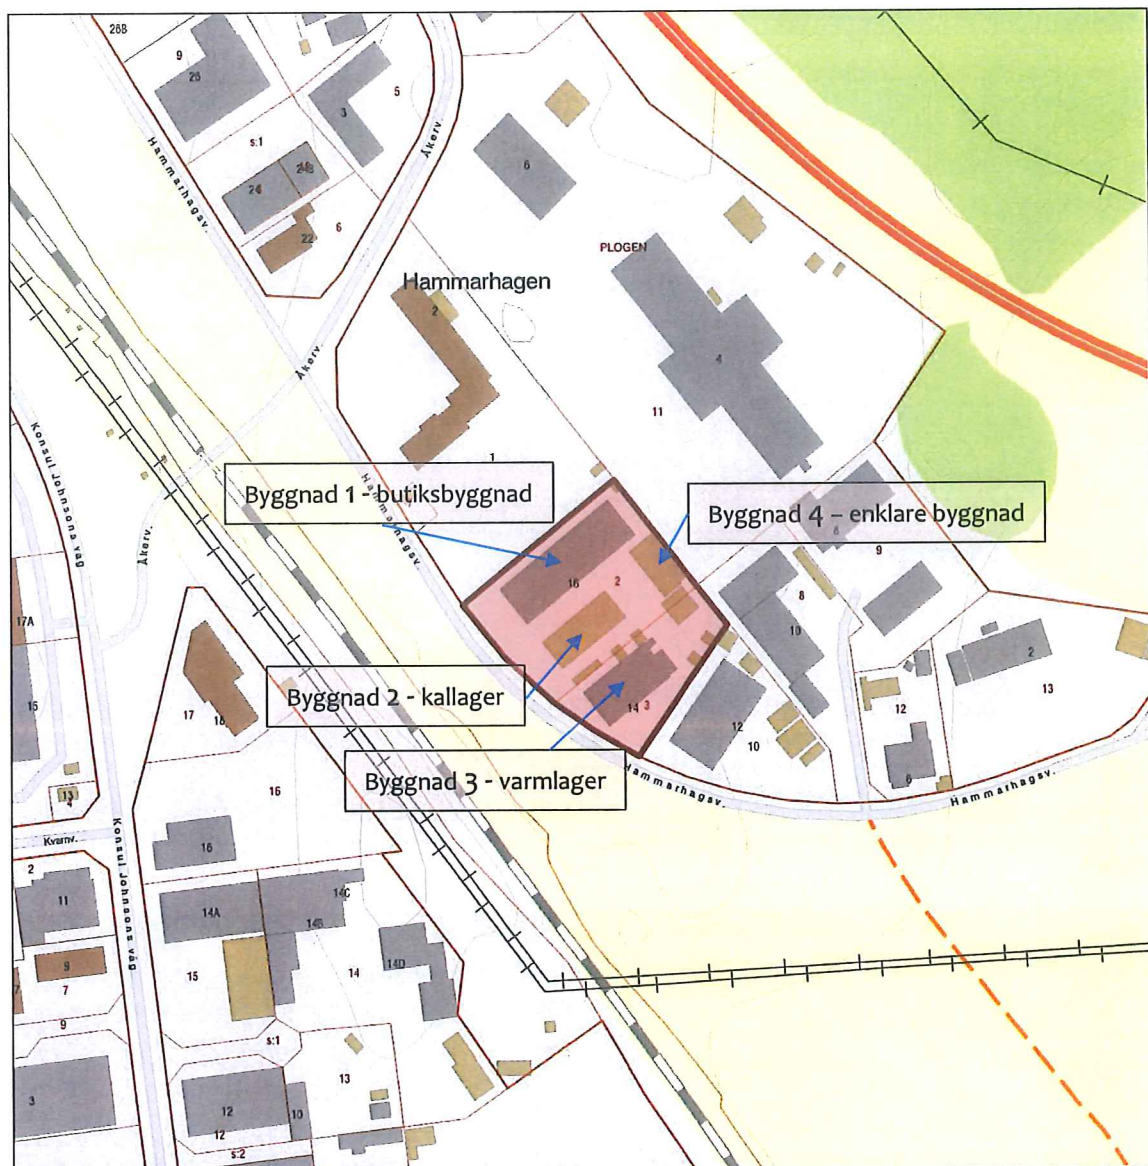 28B
9
26
5
3
s:1
24
24B
6
22
Hammarhagsv.
Åkerv.
6
PLOGEN
Hammarhagen
2
4
11
Åkerv.
1
Hammarhagsv.
Konsul Johnsons väg
Åkerv.
Byggnad 1 - butiksbyggnad
Byggnad 4 – enklare byggnad
16
2
8
9
8
10
17A
15
Byggnad 2 - kallager
17
18
14
3
12
10
2
13
12
6
Byggnad 3 - varmlager
Hammarhagsv.
Hammarhagsv.
13
16
Kvarnv.
16
Konsul Johnsons väg
2
11
14A
14B
14C
14D
9
7
7
15
14
9
s:1
3
13
12
12
10
s:2